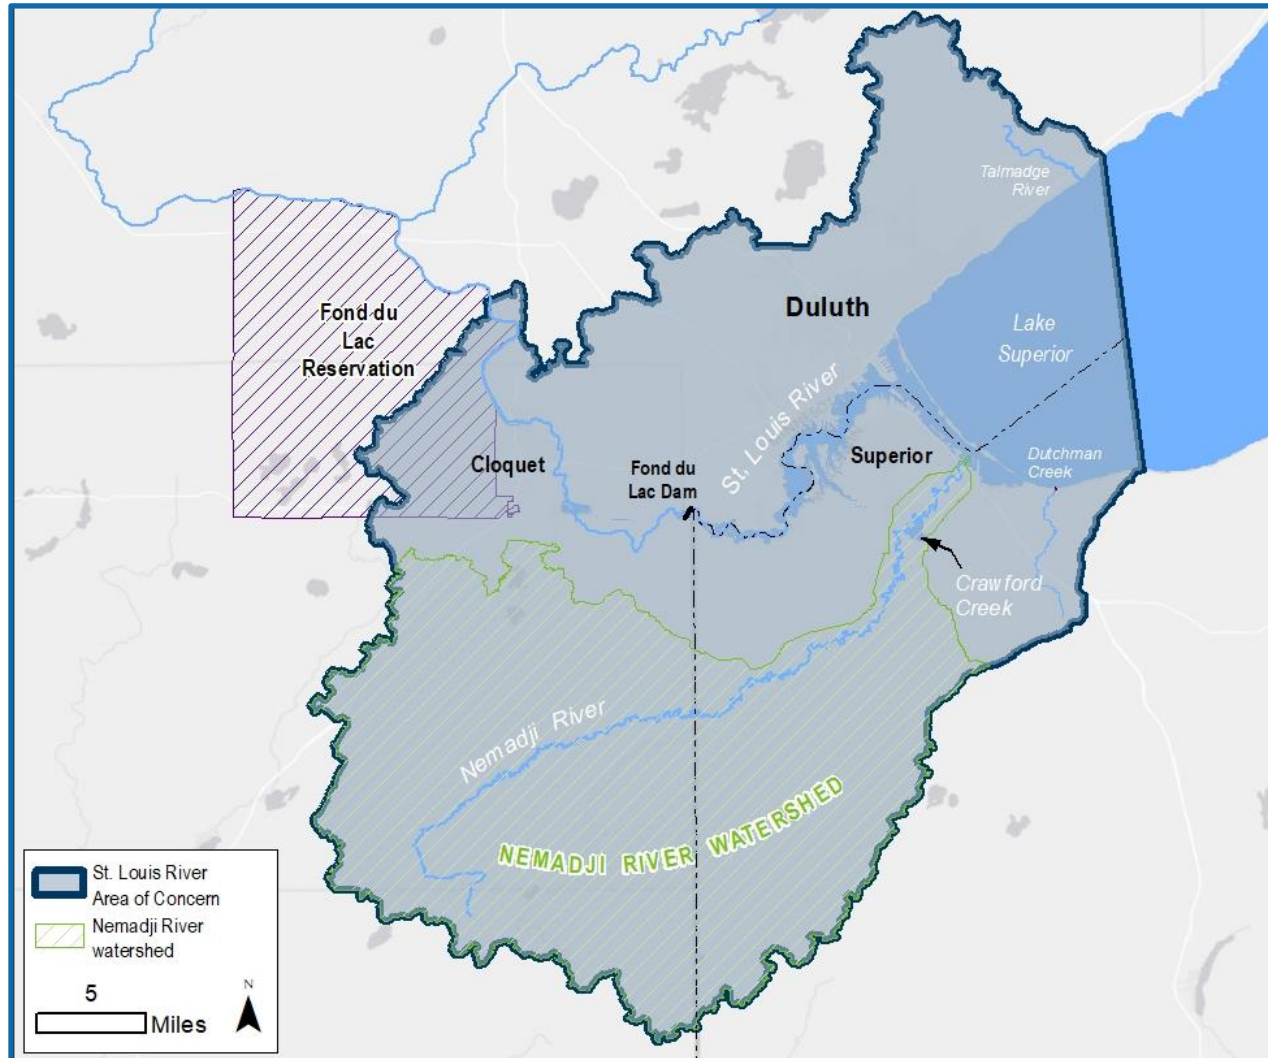 Talmadge
River
Fond du
Lac
Reservation
Duluth
Lake
Superior
St. Louis River
Cloquet
Fond du
Lac Dam
Superior
Dutchman
Creek
Crawford
Creek
Nemadji River
NEMADJI RIVER WATERSHED
St. Louis River
Area of Concern
Nemadji River
watershed
5
Miles
N